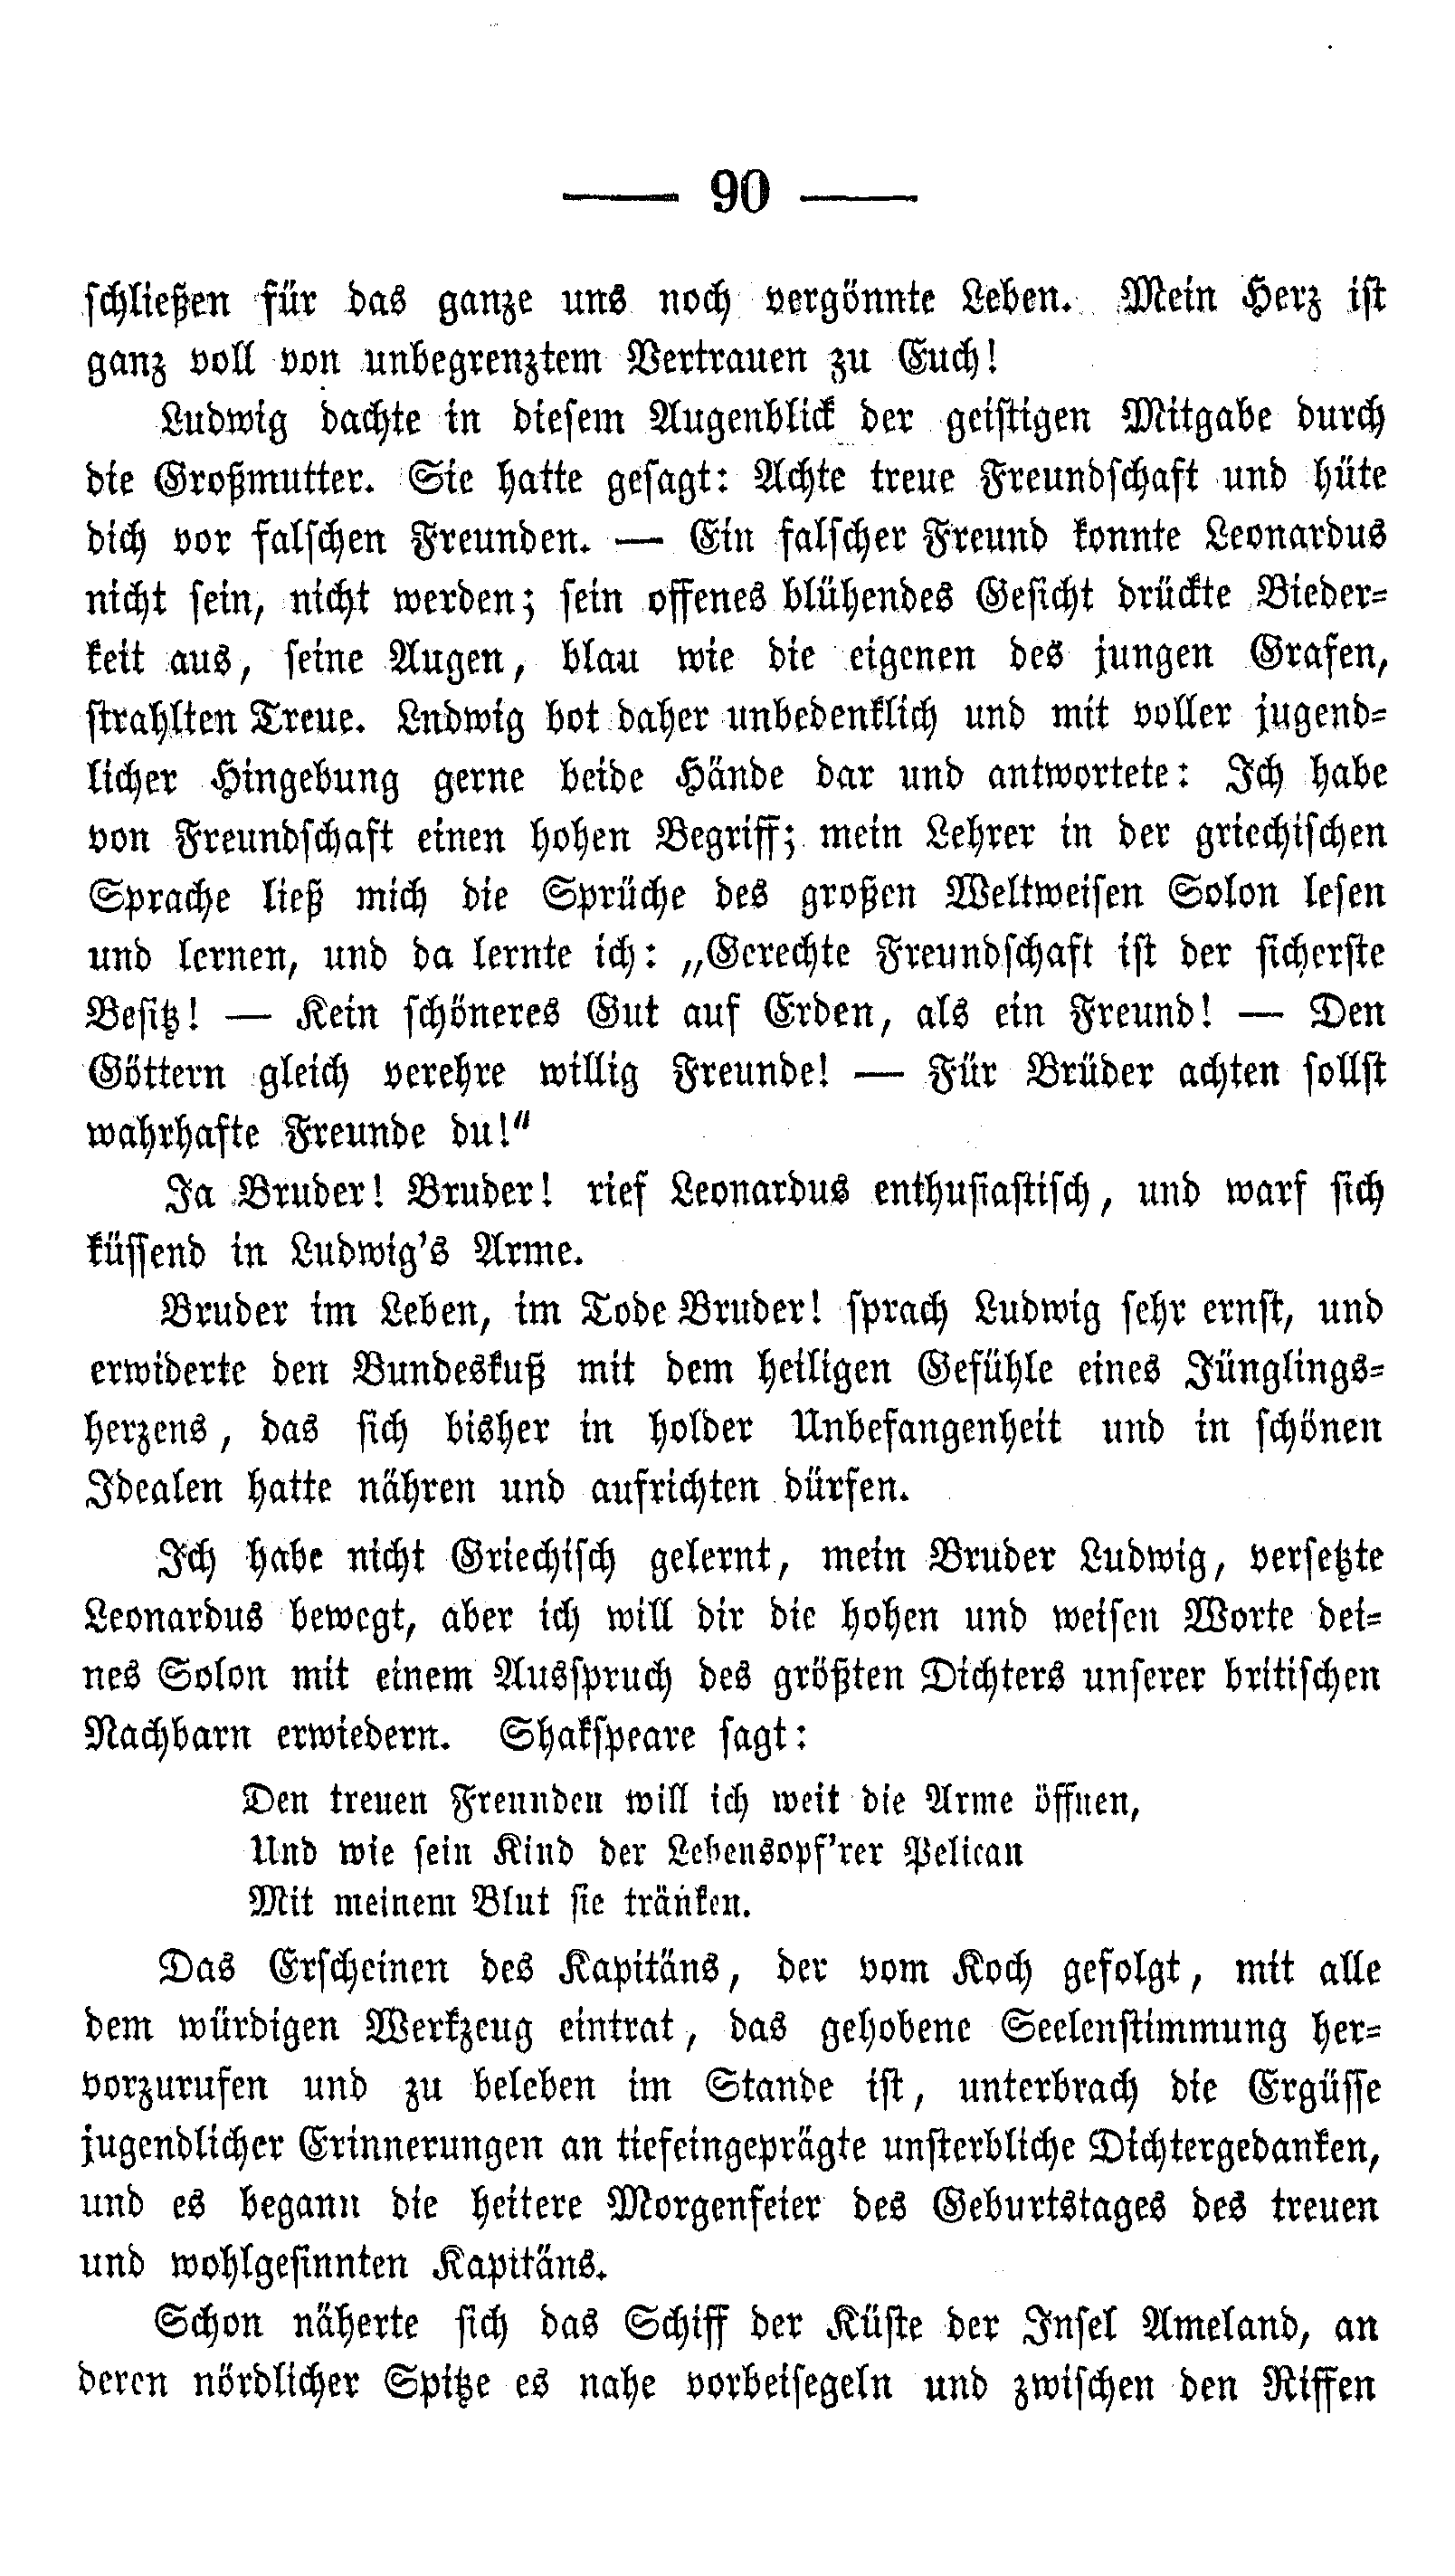 — 90 —
schließen für das ganze uns noch vergönnte Leben. Mein Herz ist
ganz voll von unbegrenztem Vertrauen zu Euch!
Ludwig dachte in diesem Augenblick der geistigen Mitgabe durch
die Großmutter. Sie hatte gesagt: Achte treue Freundschaft und hüte
dich vor falschen Freunden. — Ein falscher Freund konnte Leonardus
nicht sein, nicht werden; sein offenes blühendes Gesicht drückte Bieder-
keit aus, seine Augen, blau wie die eigenen des jungen Grafen,
strahlten Treue. Lndwig bot daher unbedenklich und mit voller jugend-
licher Hingebung gerne beide Hände dar und antwortete: Ich habe
von Freundschaft einen hohen Begriff; mein Lehrer in der griechischen
Sprache ließ mich die Sprüche des großen Weltweisen Solon lesen
und lernen, und da lernte ich: „Gerechte Freundschaft ist der sicherste
Besitz! — Kein schöneres Gut auf Erden, als ein Freund! — Den
Göttern gleich verehre willig Freunde! — Für Brüder achten sollst
wahrhafte Freunde du!“
Ja Bruder! Bruder! rief Leonardus enthusiastisch, und warf sich
küssend in Ludwig's Arme.
Bruder im Leben, im Tode Bruder! sprach Ludwig sehr ernst, und
erwiderte den Bundeskuß mit dem heiligen Gefühle eines Jünglings-
herzens, das sich bisher in holder Unbefangenheit und in schönen
Idealen hatte nähren und aufrichten dürfen.
Ich habe nicht Griechisch gelernt, mein Bruder Ludwig, versetzte
Leonardus bewegt, aber ich will dir die hohen und weisen Worte dei-
nes Solon mit einem Ausspruch des größten Dichters unserer britischen
Nachbarn erwiedern. Shakspeare sagt:
Den treuen Freunden will ich weit die Arme öffnen,
Und wie sein Kind der Lebensopf'rer Pelican
Mit meinem Blut sie tränken.
Das Erscheinen des Kapitäns, der vom Koch gefolgt, mit alle
dem würdigen Werkzeug eintrat, das gehobene Seelenstimmung her-
vorzurufen und zu beleben im Stande ist, unterbrach die Ergüsse
jugendlicher Erinnerungen an tiefeingeprägte unsterbliche Dichtergedanken,
und es begann die heitere Morgenfeier des Geburtstages des treuen
und wohlgesinnten Kapitäns.
Schon näherte sich das Schiff der Küste der Insel Ameland, an
deren nördlicher Spitze es nahe vorbeisegeln und zwischen den Riffen